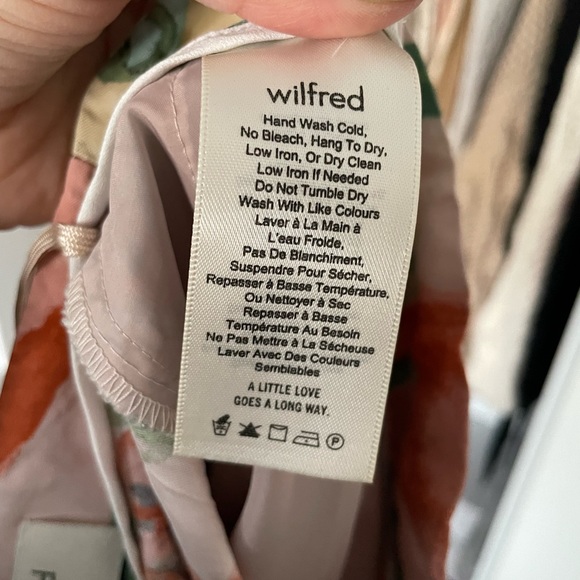 wilfred
Hand Wash Cold,
No Bleach, Hang To Dry,
Low Iron, Or Dry Clean
Low Iron If Needed
Do Not Tumble Dry
Wash With Like Colours
Laver À La Main à
L'eau Froide,
Pas De Blanchiment,
Suspendre Pour Sécher,
Repasser à Basse Température,
Ou Nettoyer à Sec
Repasser à Basse
Température Au Besoin
Ne Pas Mettre à La Sécheuse
Laver Avec Des Couleurs
Semblables
A LITTLE LOVE
GOES A LONG WAY.
P